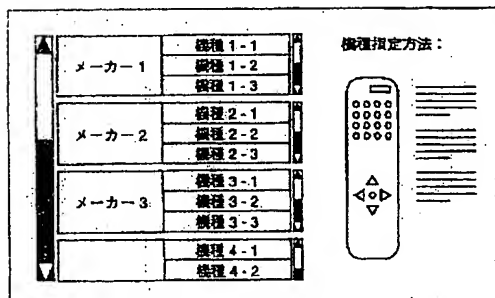 メーカー 1
機種 1 - 1
機種 1 - 2
機種 1 - 3
メーカー 2
機種 2 - 1
機種 2 - 2
機種 2 - 3
メーカー 3
機種 3 - 1
機種 3 - 2
機種 3 - 3
機種 4 - 1
機種 4 - 2
機種指定方法：